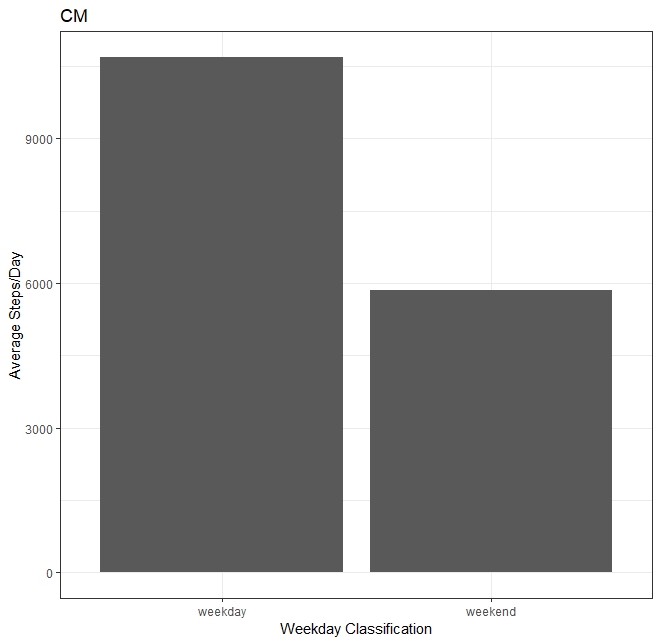 CM
Average Steps/Day
9000
6000
3000
0
weekday
weekend
Weekday Classification